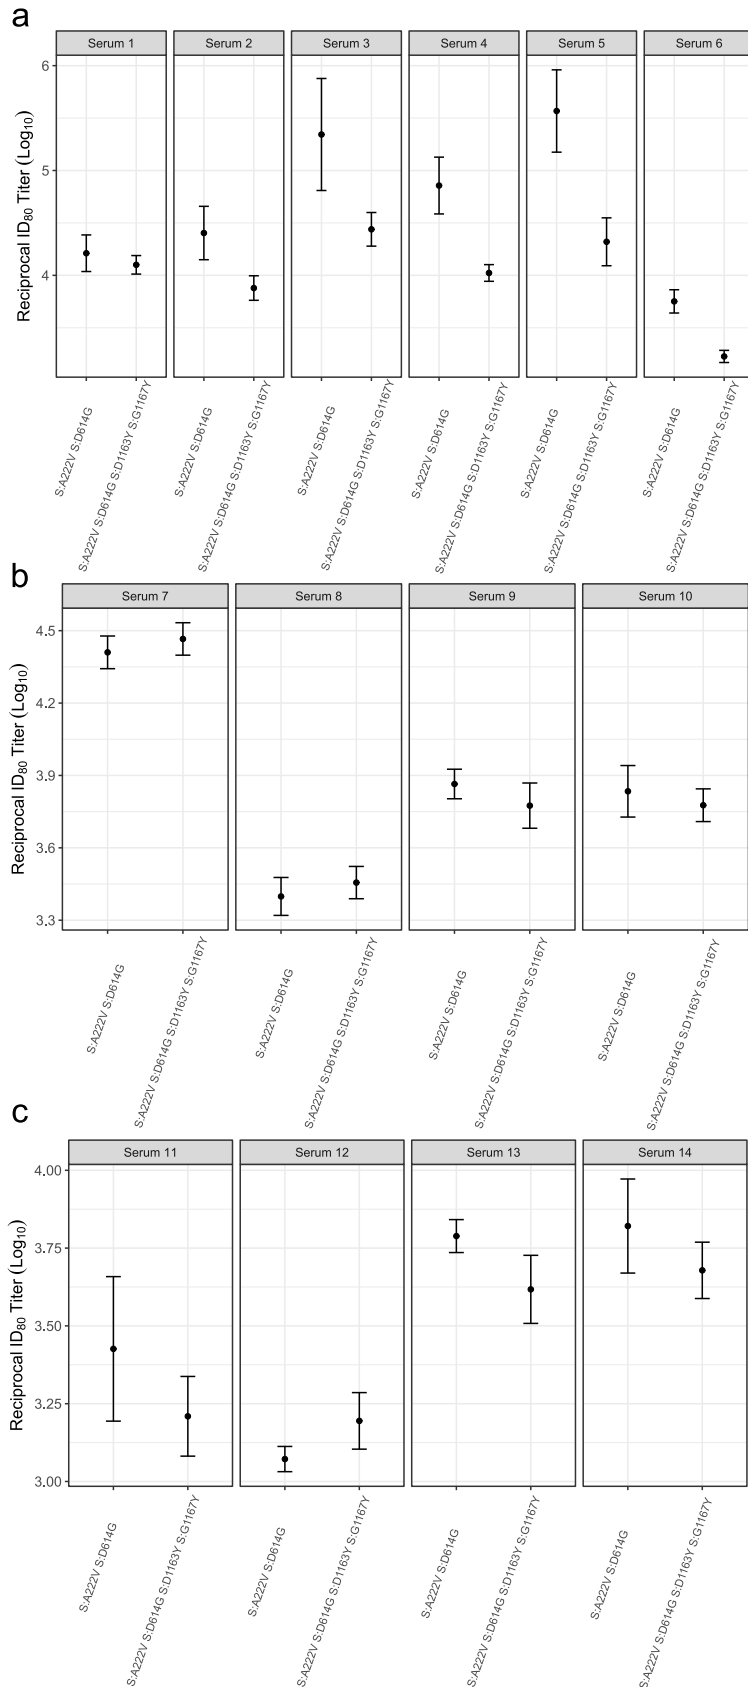 a
Serum 1 Serum 2 Serum 3 Serum 4 Serum 5 Serum 6
Reciprocal ID80 Titer (Log10)
6
5
4
S:A222V S:D614G
S:A222V S:D614G S:D1163Y S:G1167Y
S:A222V S:D614G
S:A222V S:D614G S:D1163Y S:G1167Y
S:A222V S:D614G
S:A222V S:D614G S:D1163Y S:G1167Y
S:A222V S:D614G
S:A222V S:D614G S:D1163Y S:G1167Y
S:A222V S:D614G
S:A222V S:D614G S:D1163Y S:G1167Y
S:A222V S:D614G
S:A222V S:D614G S:D1163Y S:G1167Y
b
Serum 7 Serum 8 Serum 9 Serum 10
Reciprocal ID80 Titer (Log10)
4.5
4.2
3.9
3.6
3.3
S:A222V S:D614G
S:A222V S:D614G S:D1163Y S:G1167Y
S:A222V S:D614G
S:A222V S:D614G S:D1163Y S:G1167Y
S:A222V S:D614G
S:A222V S:D614G S:D1163Y S:G1167Y
S:A222V S:D614G
S:A222V S:D614G S:D1163Y S:G1167Y
c
Serum 11 Serum 12 Serum 13 Serum 14
Reciprocal ID80 Titer (Log10)
4.00
3.75
3.50
3.25
3.00
S:A222V S:D614G
S:A222V S:D614G S:D1163Y S:G1167Y
S:A222V S:D614G
S:A222V S:D614G S:D1163Y S:G1167Y
S:A222V S:D614G
S:A222V S:D614G S:D1163Y S:G1167Y
S:A222V S:D614G
S:A222V S:D614G S:D1163Y S:G1167Y